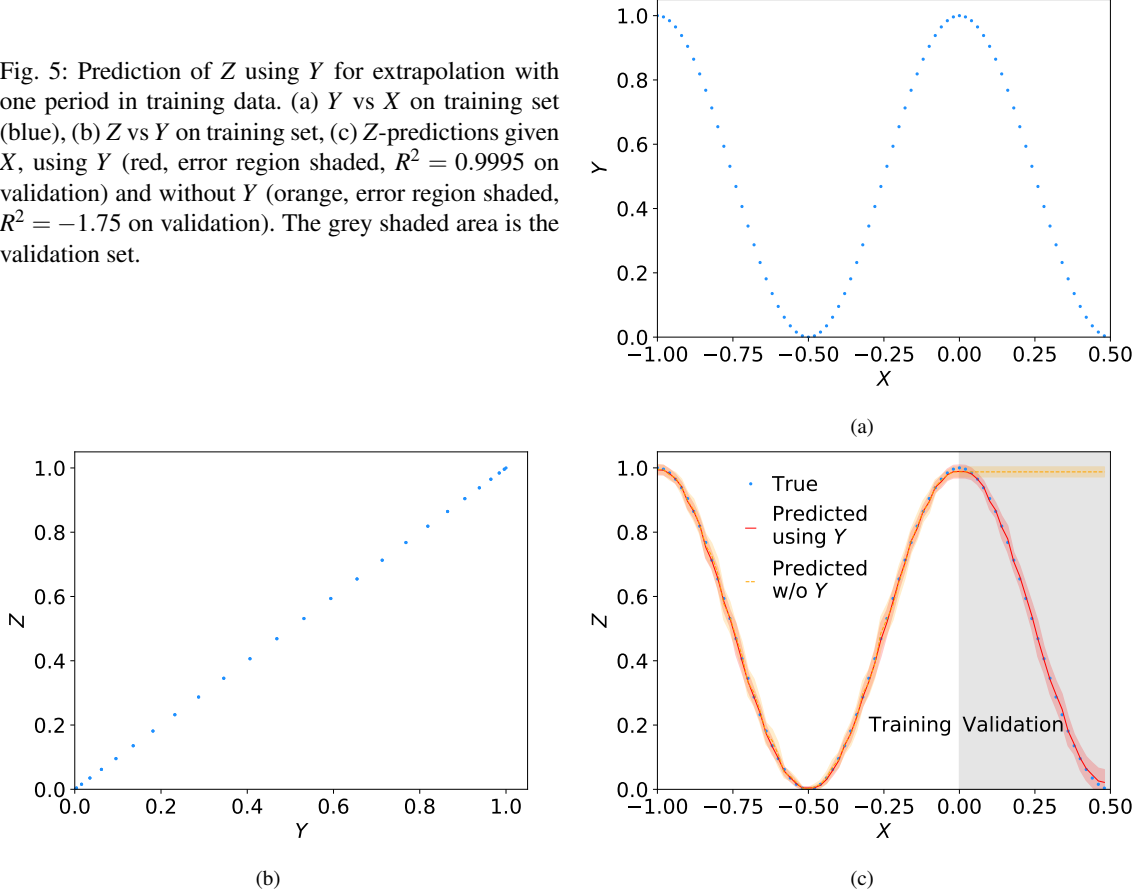 Fig. 5: Prediction of Z using Y for extrapolation with
one period in training data. (a) Y vs X on training set
(blue), (b) Z vs Y on training set, (c) Z-predictions given
X, using Y (red, error region shaded, R² = 0.9995 on
validation) and without Y (orange, error region shaded,
R² = −1.75 on validation). The grey shaded area is the
validation set.
1.0
0.8
0.6
0.4
0.2
0.0
Y
−1.00 −0.75 −0.50 −0.25 0.00 0.25 0.50
X
(a)
1.0
0.8
0.6
0.4
0.2
0.0
Z
0.0 0.2 0.4 0.6 0.8 1.0
Y
(b)
1.0
0.8
0.6
0.4
0.2
0.0
Z
True
Predicted
using Y
Predicted
w/o Y
Training Validation
−1.00 −0.75 −0.50 −0.25 0.00 0.25 0.50
X
(c)